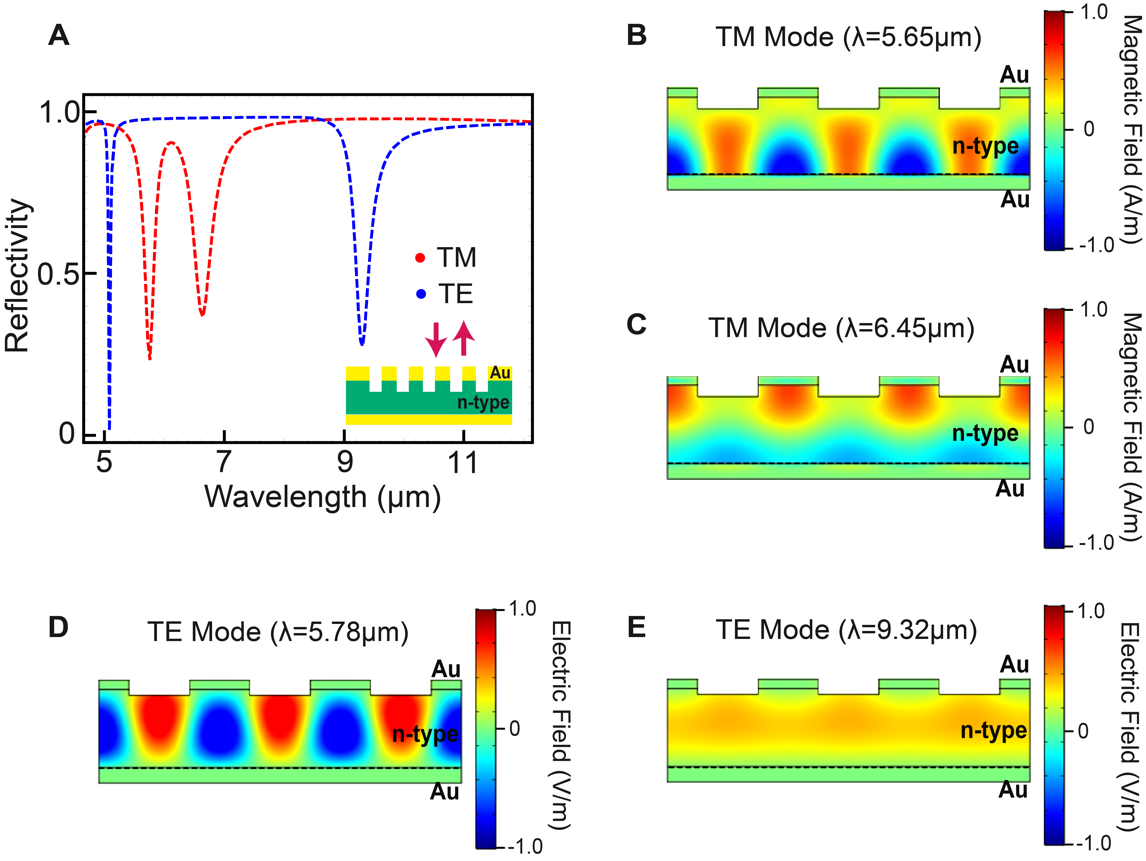 A
Reflectivity
1.0
0.5
0
5
7
9
11
Wavelength (μm)
TM
TE
Au
n-type
B
TM Mode (λ=5.65μm)
Au
n-type
Au
1.0
0
-1.0
Magnetic Field (A/m)
C
TM Mode (λ=6.45μm)
Au
n-type
Au
1.0
0
-1.0
Magnetic Field (A/m)
D
TE Mode (λ=5.78μm)
Au
n-type
Au
1.0
0
-1.0
Electric Field (V/m)
E
TE Mode (λ=9.32μm)
Au
n-type
Au
1.0
0
-1.0
Electric Field (V/m)